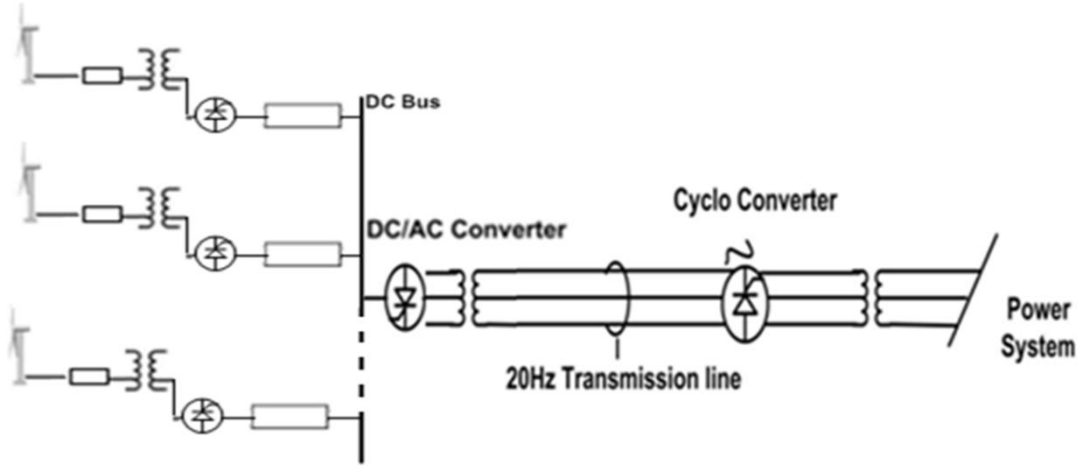 DC Bus
Cyclo Converter
DC/AC Converter
Power
System
20Hz Transmission line